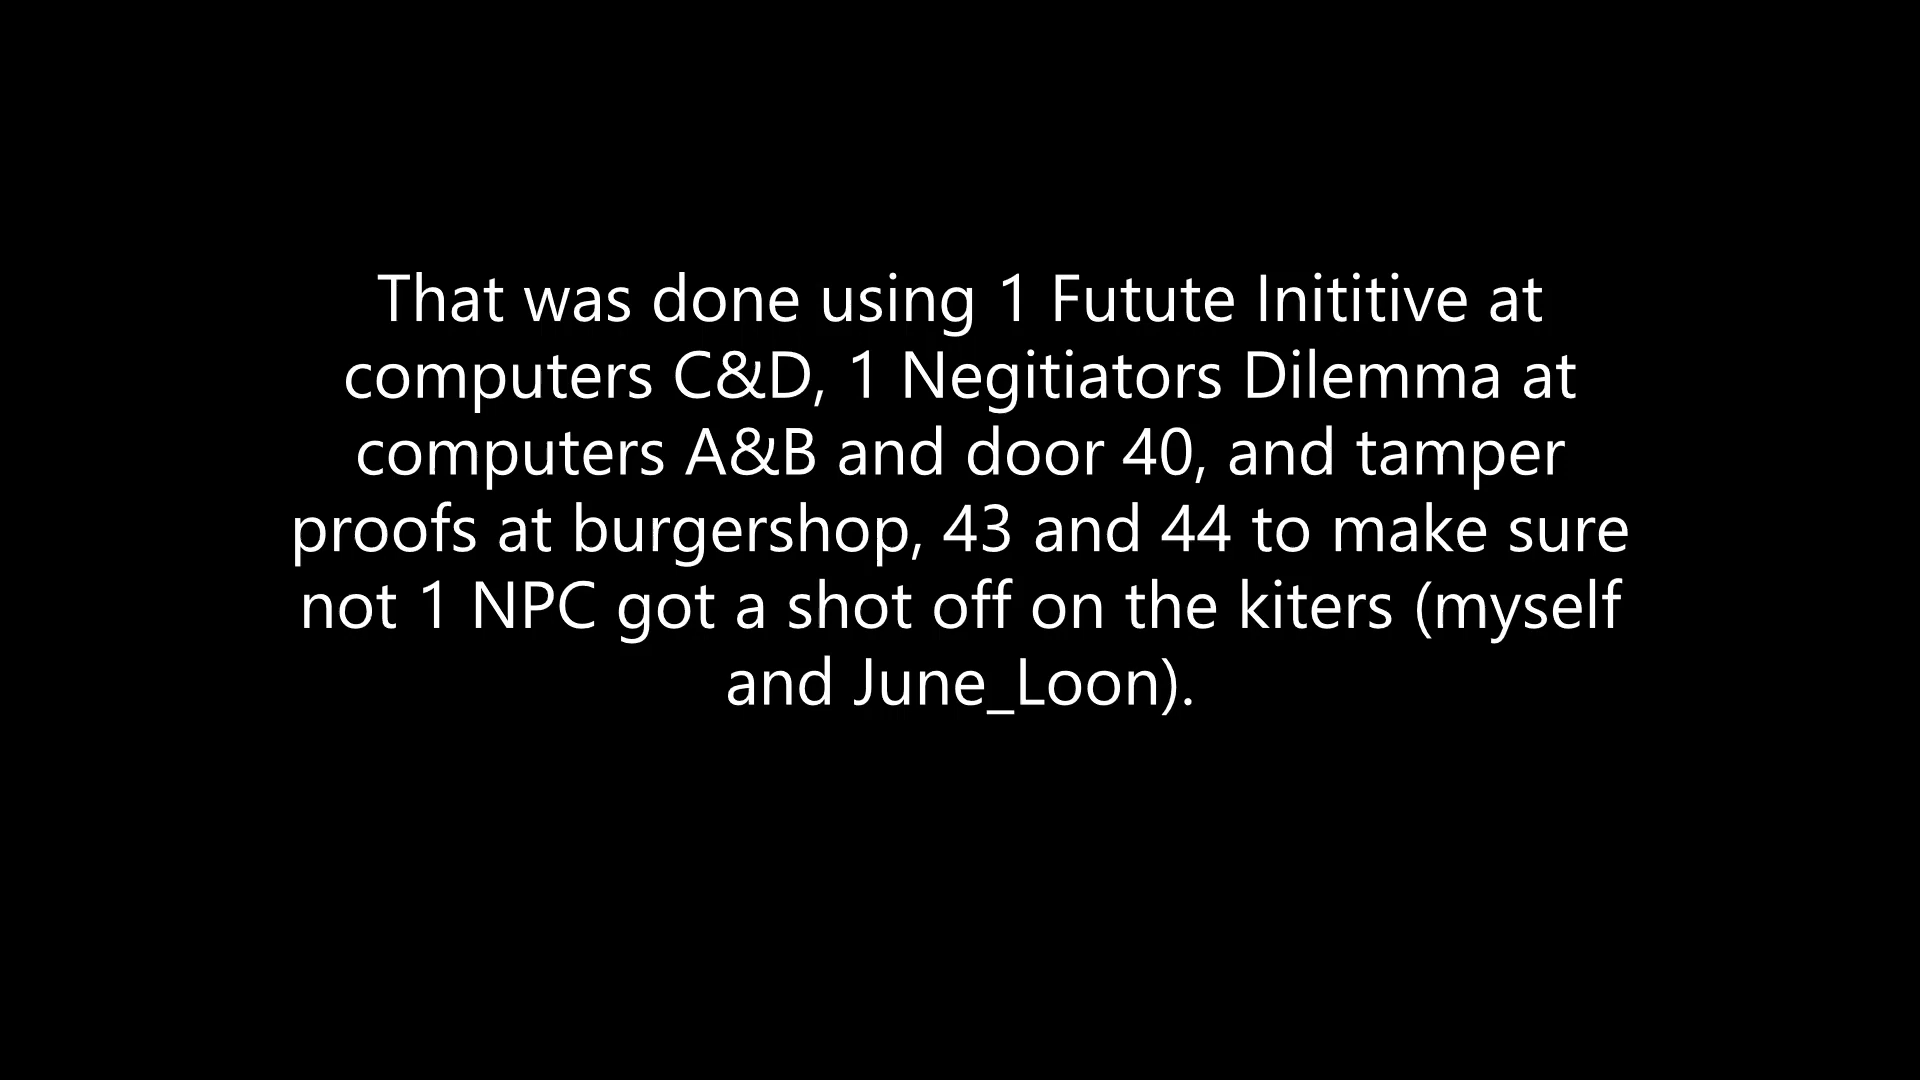 That was done using 1 Futute Inititive at
computers C&D, 1 Negitiators Dilemma at
computers A&B and door 40, and tamper
proofs at burgershop, 43 and 44 to make sure
not 1 NPC got a shot off on the kiters (myself
and June_Loon).